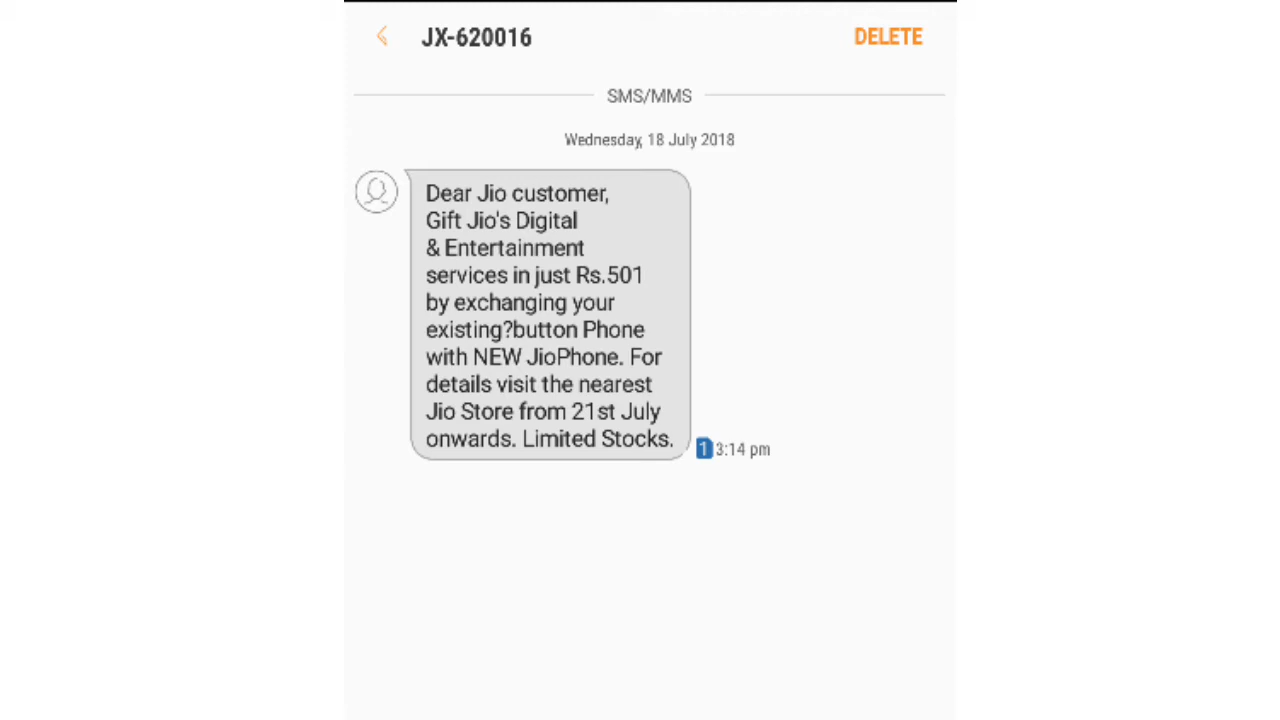 JX-620016
DELETE
SMS/MMS
Wednesday, 18 July 2018
Dear Jio customer,
Gift Jio's Digital
& Entertainment
services in just Rs.501
by exchanging your
existing?button Phone
with NEW JioPhone. For
details visit the nearest
Jio Store from 21st July
onwards. Limited Stocks.
1 3:14 pm